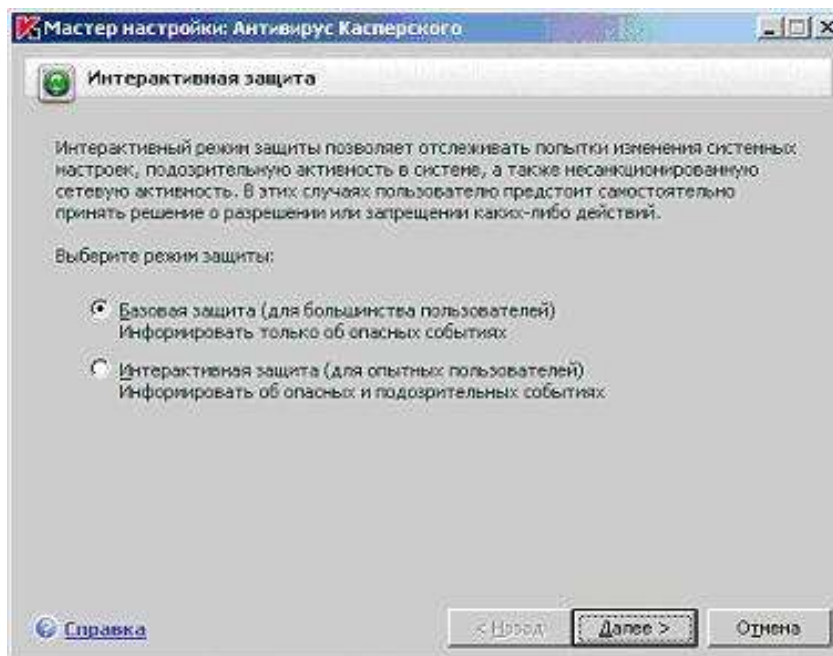 Мастер настройки: Антивирус Касперского
Интерактивная защита
Интерактивный режим защиты позволяет отслеживать попытки изменения системных
настроек, подозрительную активность в системе, а также несанкционированную
сетевую активность. В этих случаях пользователю предстоит самостоятельно
принять решение о разрешении или запрещении каких-либо действий.
Выберите режим защиты:
Базовая защита (для большинства пользователей)
Информировать только об опасных событиях
Интерактивная защита (для опытных пользователей)
Информировать об опасных и подозрительных событиях
Справка
< Назад
Далее >
Отмена